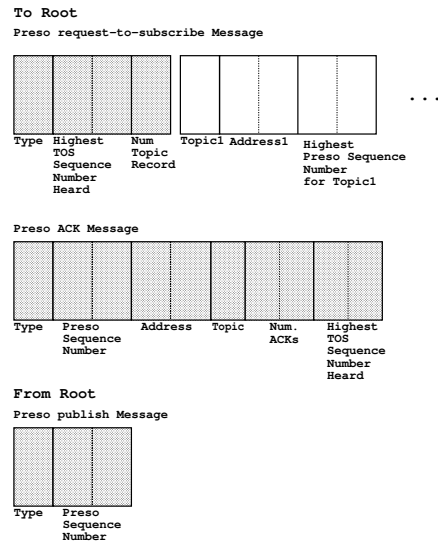 To Root
Preso request-to-subscribe Message
...
Type Highest TOS Sequence Number Heard Num Topic Record Topic1 Address1 Highest Preso Sequence Number for Topic1
Preso ACK Message
Type Preso Sequence Number Address Topic Num. ACKs Highest TOS Sequence Number Heard
From Root
Preso publish Message
Type Preso Sequence Number